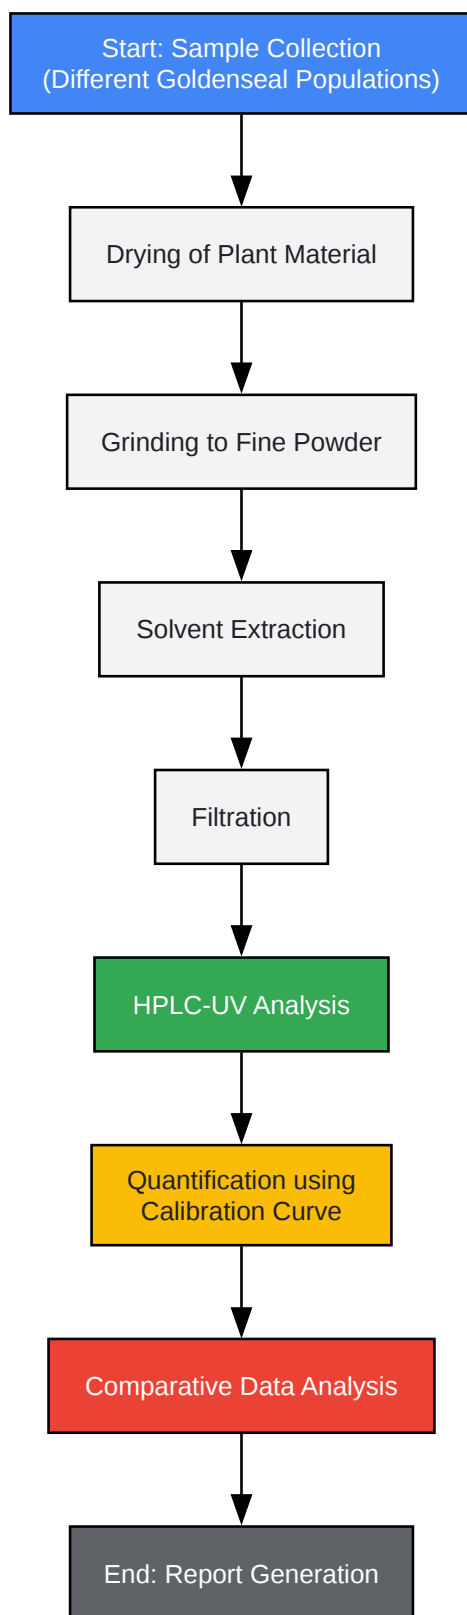 Start: Sample Collection
(Different Goldenseal Populations)
Drying of Plant Material
Grinding to Fine Powder
Solvent Extraction
Filtration
HPLC-UV Analysis
Quantification using
Calibration Curve
Comparative Data Analysis
End: Report Generation